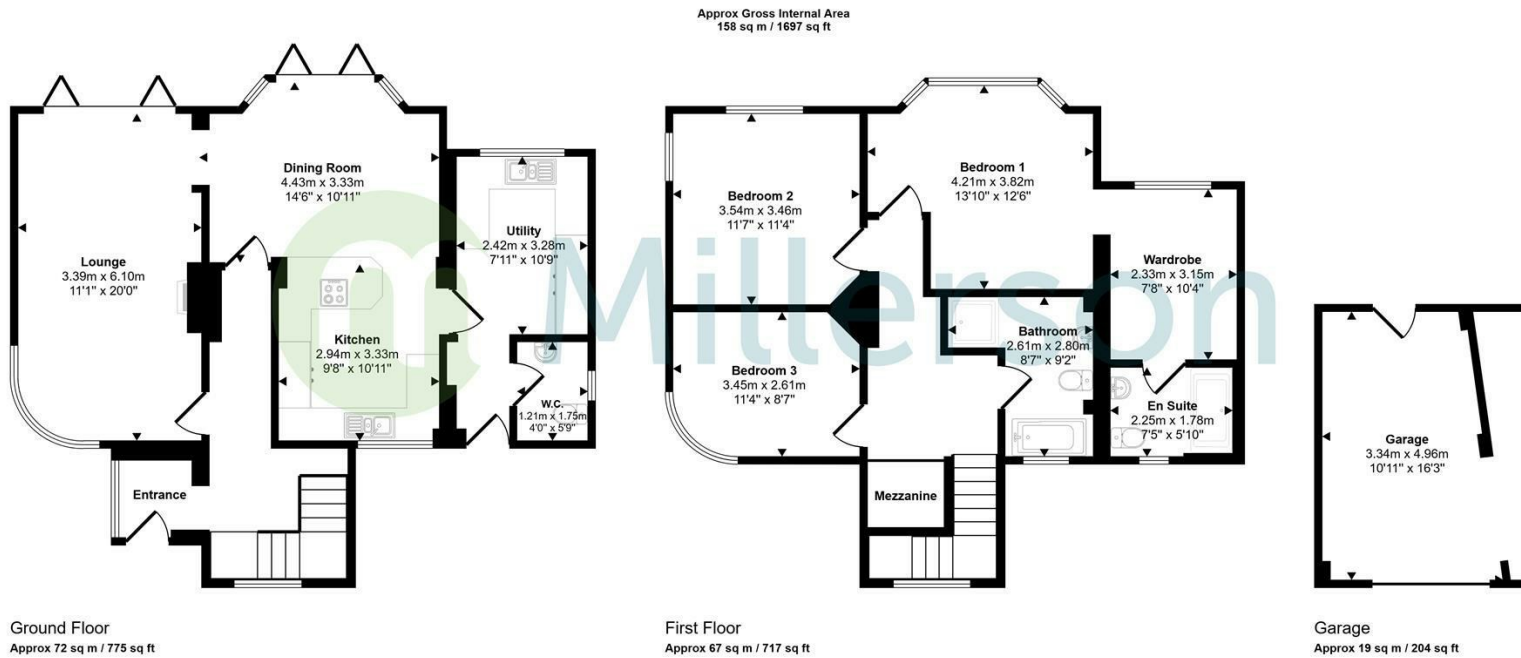 Approx Gross Internal Area
158 sq m / 1697 sq ft
Dining Room
4.43m x 3.33m
14'6" x 10'11"
Lounge
3.39m x 6.10m
11'1" x 20'0"
Utility
2.42m x 3.28m
7'11" x 10'9"
Kitchen
2.94m x 3.33m
9'8" x 10'11"
W.C.
1.21m x 1.75m
4'0" x 5'9"
Entrance
Ground Floor
Approx 72 sq m / 775 sq ft
Bedroom 1
4.21m x 3.82m
13'10" x 12'6"
Bedroom 2
3.54m x 3.46m
11'7" x 11'4"
Wardrobe
2.33m x 3.15m
7'8" x 10'4"
Bathroom
2.61m x 2.80m
8'7" x 9'2"
Bedroom 3
3.45m x 2.61m
11'4" x 8'7"
En Suite
2.25m x 1.78m
7'5" x 5'10"
Mezzanine
First Floor
Approx 67 sq m / 717 sq ft
Garage
3.34m x 4.96m
10'11" x 16'3"
Garage
Approx 19 sq m / 204 sq ft
m Millerson